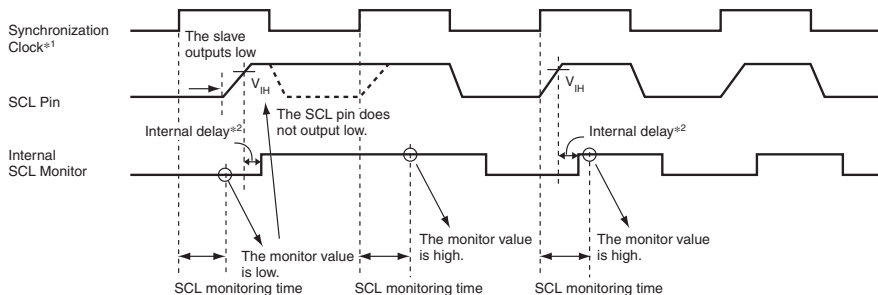 Synchronization
Clock*1
The slave
outputs low
SCL Pin
VIH
The SCL pin does
not output low.
VIH
Internal delay*2
Internal delay*2
Internal
SCL Monitor
The monitor value
is low.
The monitor value
is high.
The monitor value
is high.
SCL monitoring time
SCL monitoring time
SCL monitoring time